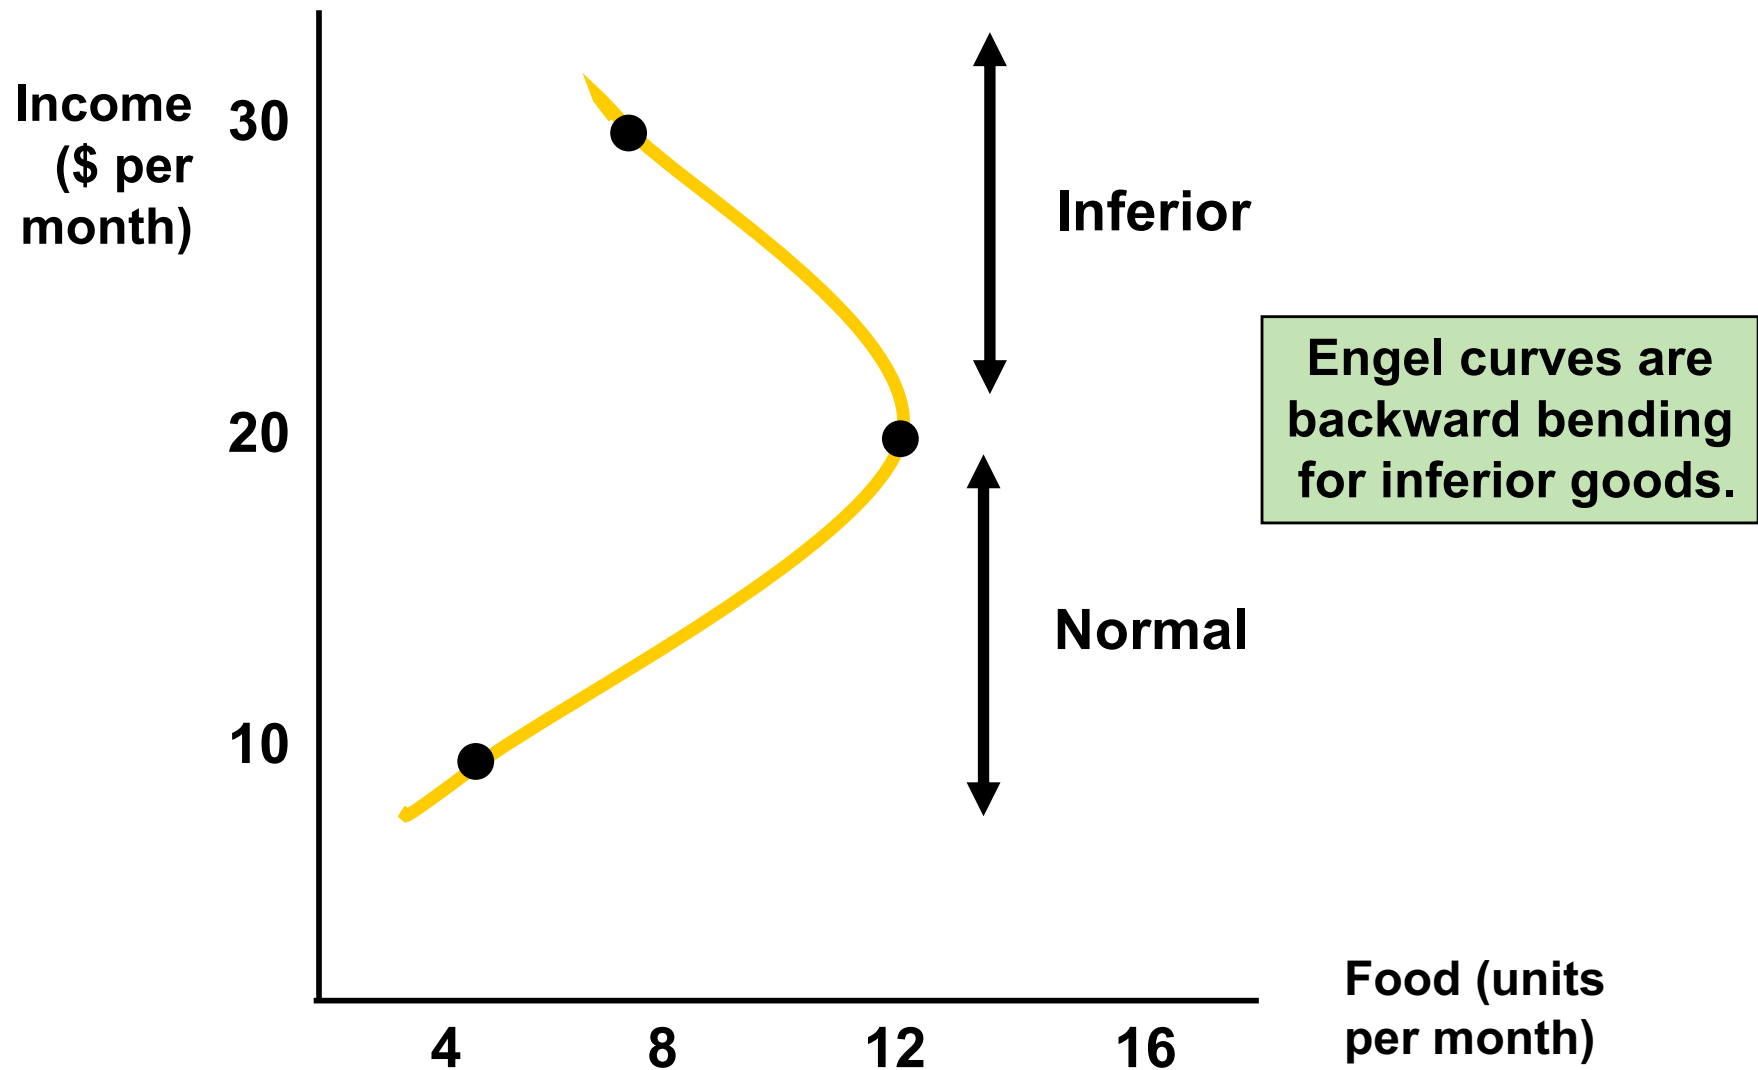 Income
($ per
month)
30
20
10
Inferior
Normal
Engel curves are
backward bending
for inferior goods.
4 8 12 16
Food (units
per month)